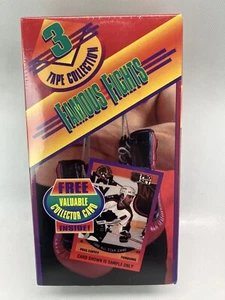 3
TAPE COLLECTION
FAMOUS FIGHTS
FREE
VALUABLE
COLLECTOR CARD
INSIDE!
CARD SHOWN IS SAMPLE ONLY